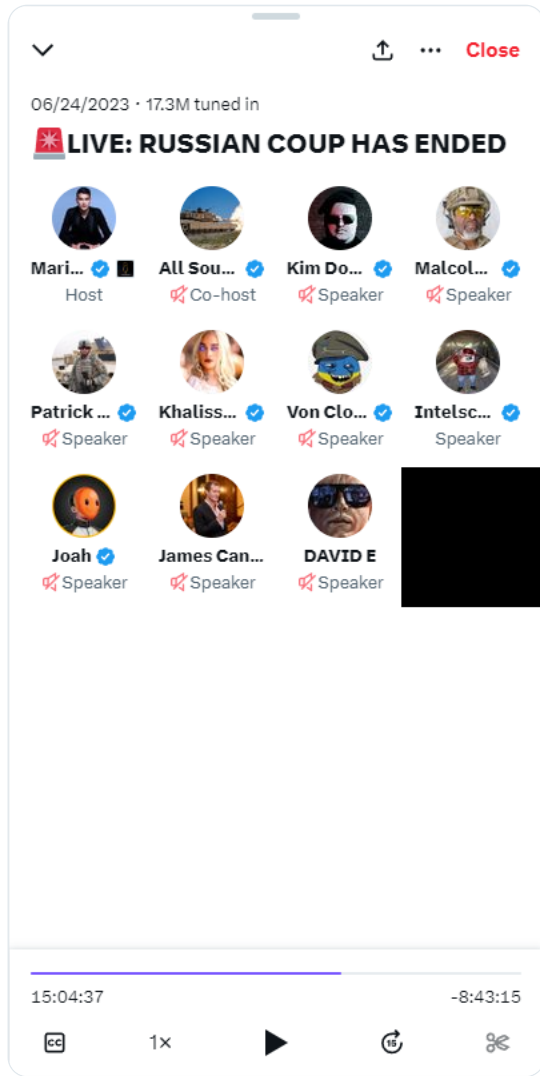 Close
06/24/2023 · 17.3M tuned in
🚨LIVE: RUSSIAN COUP HAS ENDED
Mari... All Sou... Kim Do... Malcol...
Host Co-host Speaker Speaker
Patrick ... Khaliss... Von Clo... Intelsc...
Speaker Speaker Speaker Speaker
Joah James Can... DAVID E
Speaker Speaker Speaker
15:04:37 -8:43:15
CC 1× 15